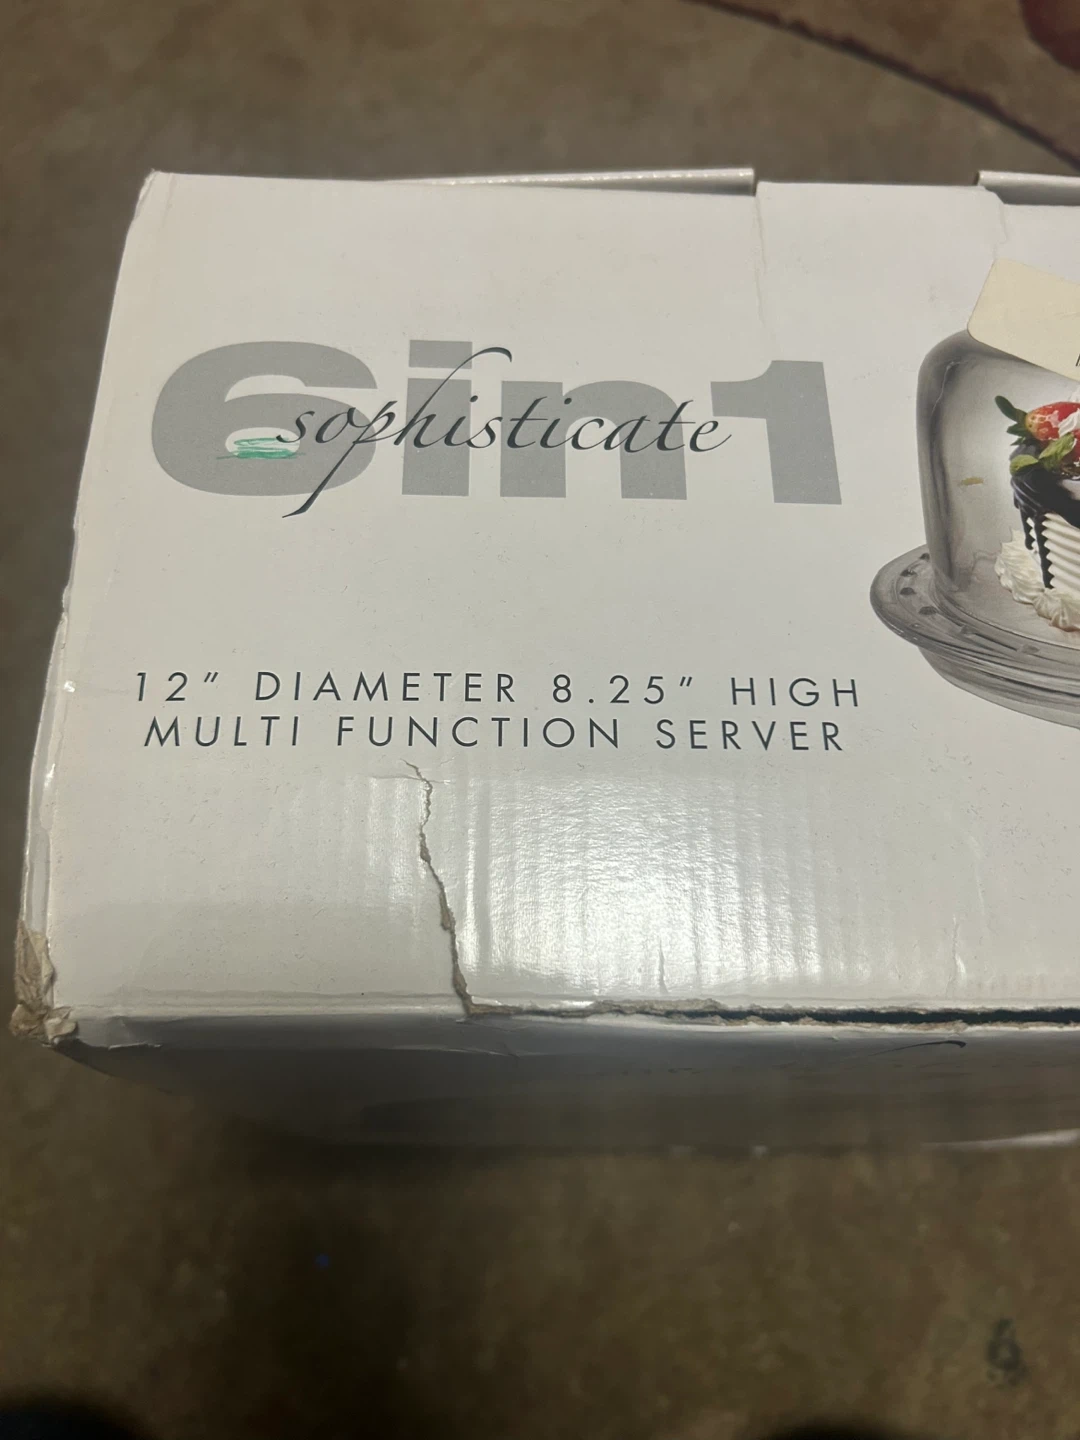 6in1
sophisticate
12" DIAMETER 8.25" HIGH
MULTI FUNCTION SERVER